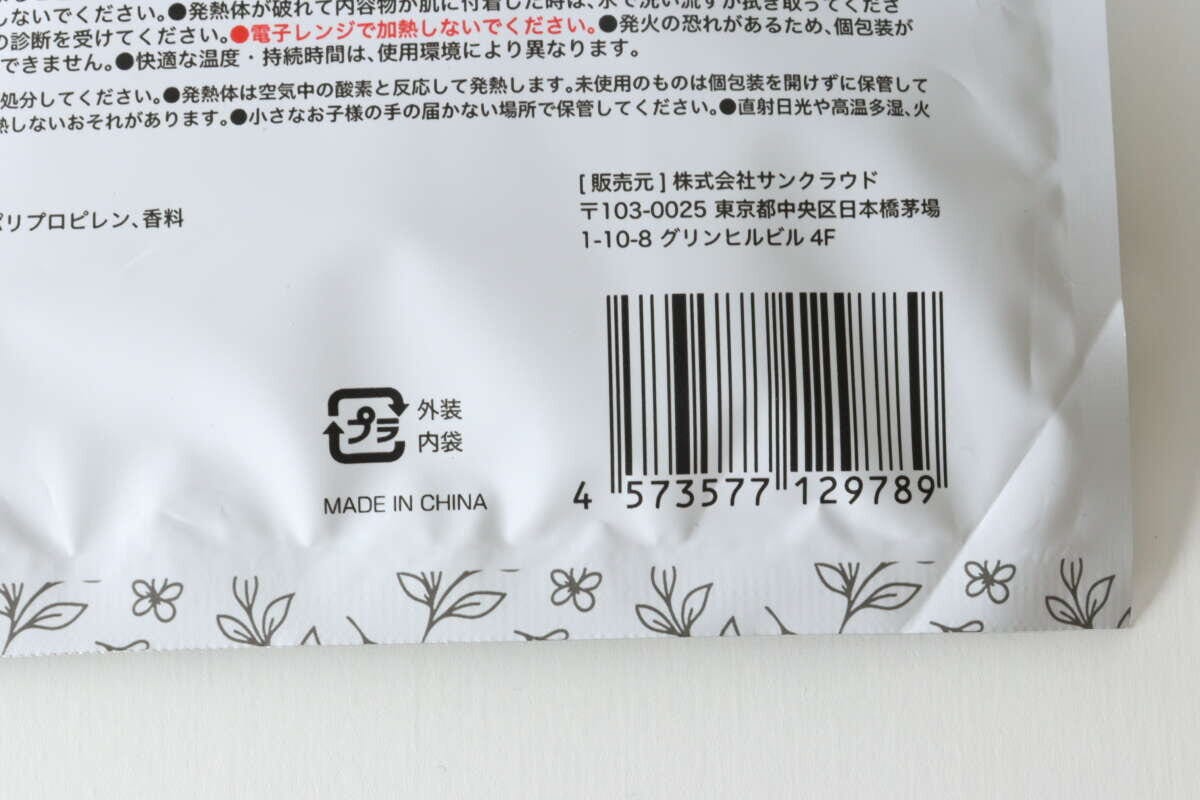 しないでください。●発熱体が破れて内容物が肌に付着した時は、水で洗い流すか拭き取ってくださ
の診断を受けてください。●電子レンジで加熱しないでください。●発火の恐れがあるため、個包装が
できません。●快適な温度・持続時間は、使用環境により異なります。
処分してください。●発熱体は空気中の酸素と反応して発熱します。未使用のものは個包装を開けずに保管して
熱しないおそれがあります。●小さなお子様の手の届かない場所で保管してください。●直射日光や高温多湿、火
ポリプロピレン、香料
[ 販売元 ] 株式会社サンクラウド
〒103-0025 東京都中央区日本橋茅場
1-10-8 グリンヒルビル 4F
プラ
外装
内袋
MADE IN CHINA
4 573577 129789